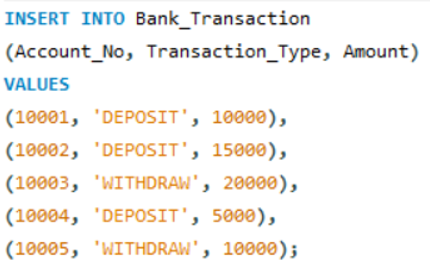 INSERT INTO Bank_Transaction
(Account_No, Transaction_Type, Amount)
VALUES
(10001, 'DEPOSIT', 10000),
(10002, 'DEPOSIT', 15000),
(10003, 'WITHDRAW', 20000),
(10004, 'DEPOSIT', 5000),
(10005, 'WITHDRAW', 10000);